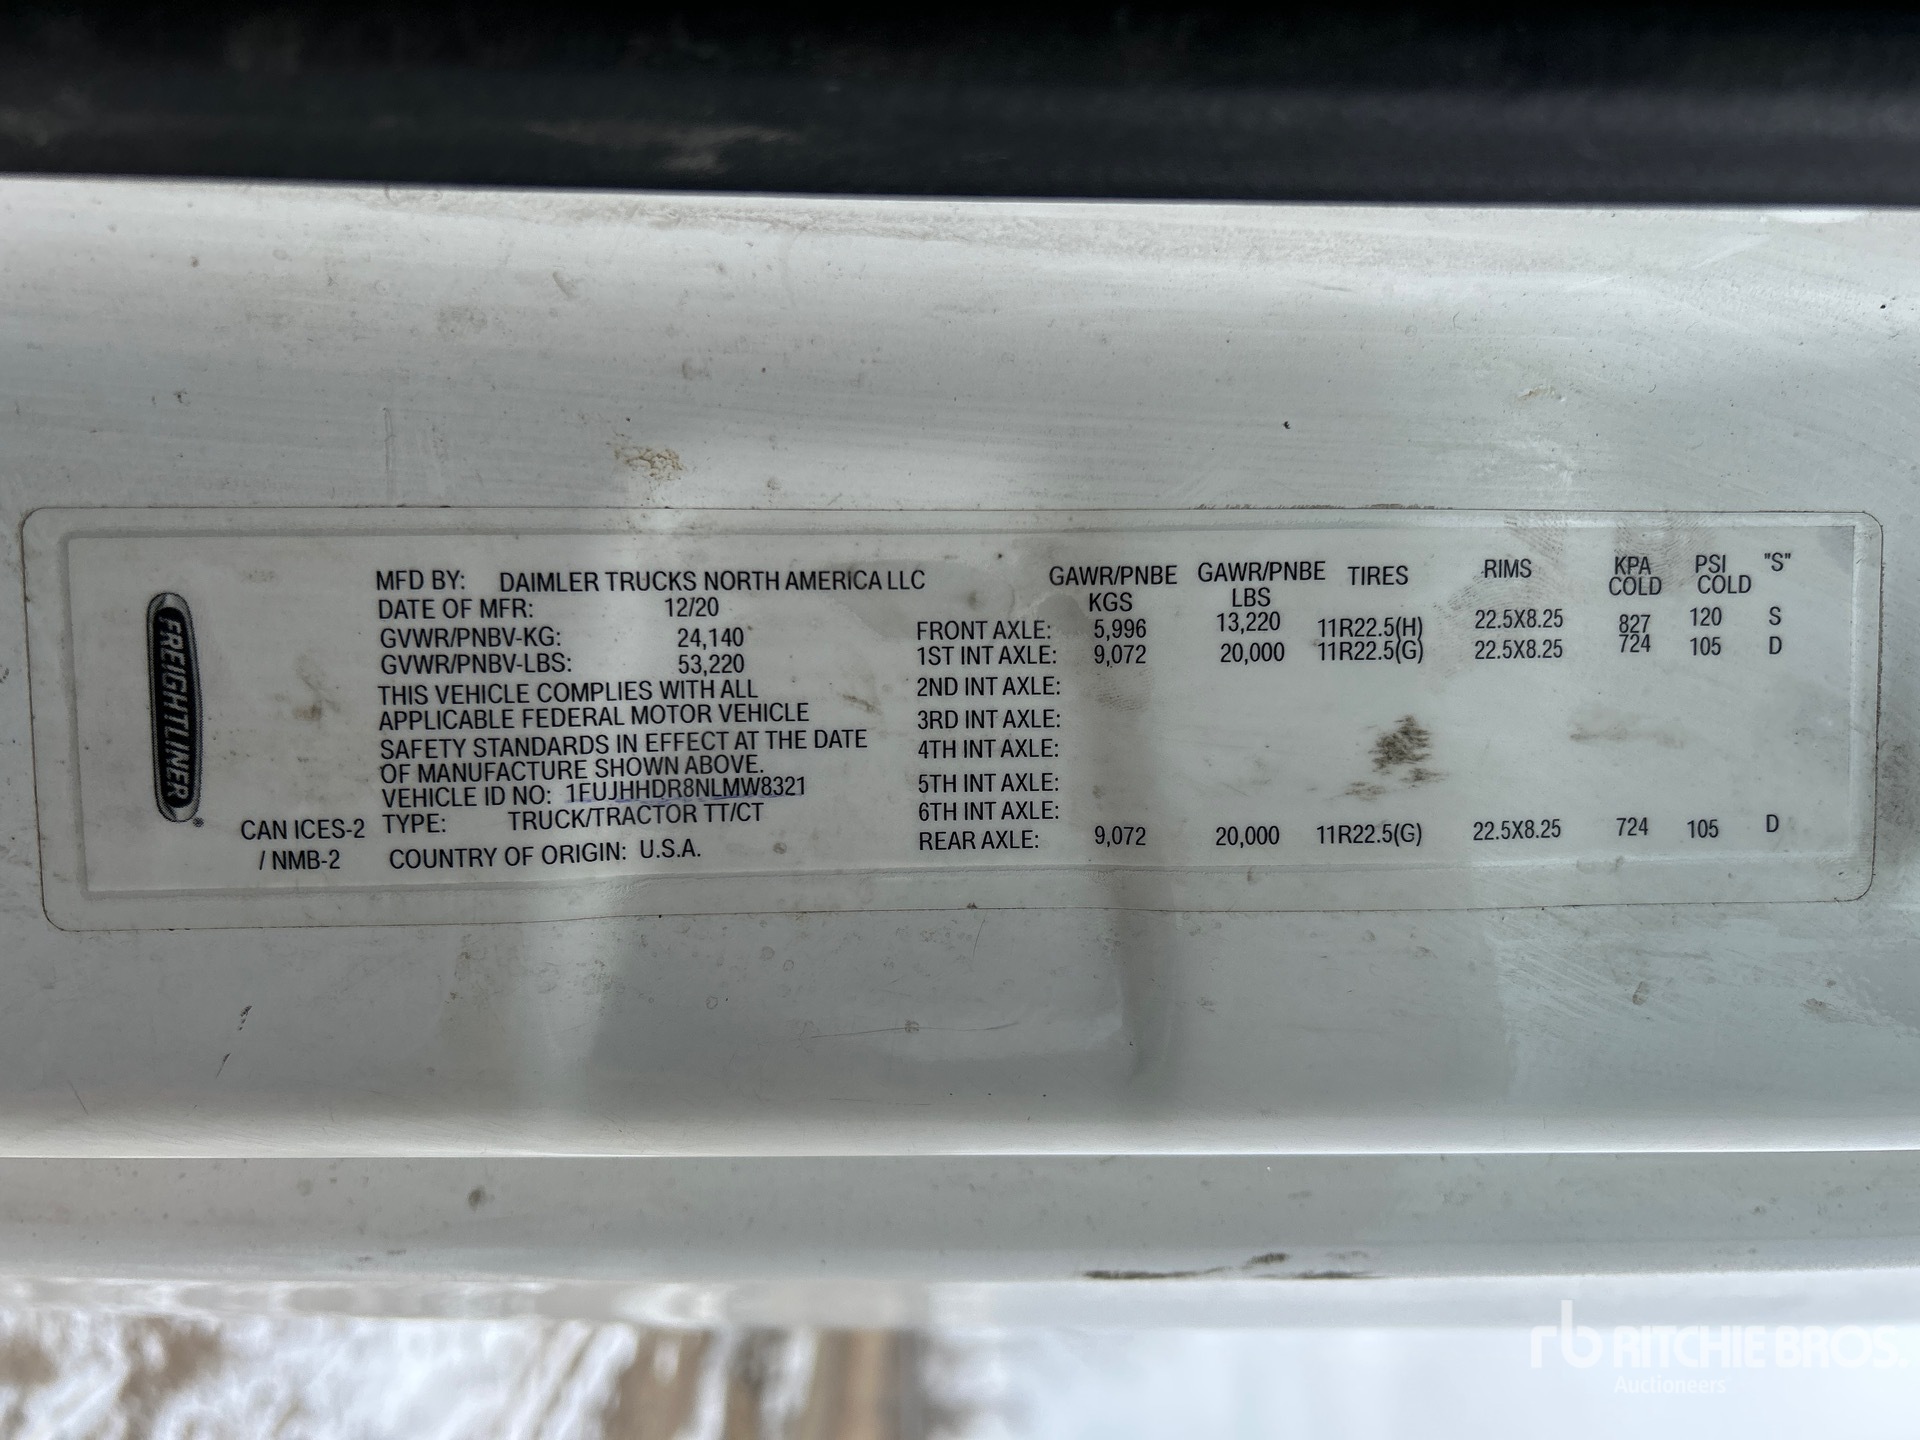 FREIGHTLINER ®
CAN ICES-2
/ NMB-2
MFD BY: DAIMLER TRUCKS NORTH AMERICA LLC
DATE OF MFR: 12/20
GVWR/PNBV-KG: 24,140
GVWR/PNBV-LBS: 53,220
THIS VEHICLE COMPLIES WITH ALL
APPLICABLE FEDERAL MOTOR VEHICLE
SAFETY STANDARDS IN EFFECT AT THE DATE
OF MANUFACTURE SHOWN ABOVE.
VEHICLE ID NO: 1FUJHHDR8NLMW8321
TYPE: TRUCK/TRACTOR TT/CT
COUNTRY OF ORIGIN: U.S.A.
GAWR/PNBE GAWR/PNBE TIRES RIMS KPA PSI "S"
KGS LBS COLD COLD
FRONT AXLE: 5,996 13,220 11R22.5(H) 22.5X8.25 827 120 S
1ST INT AXLE: 9,072 20,000 11R22.5(G) 22.5X8.25 724 105 D
2ND INT AXLE:
3RD INT AXLE:
4TH INT AXLE:
5TH INT AXLE:
6TH INT AXLE:
REAR AXLE: 9,072 20,000 11R22.5(G) 22.5X8.25 724 105 D
rb RITCHIE BROS.
Auctioneers